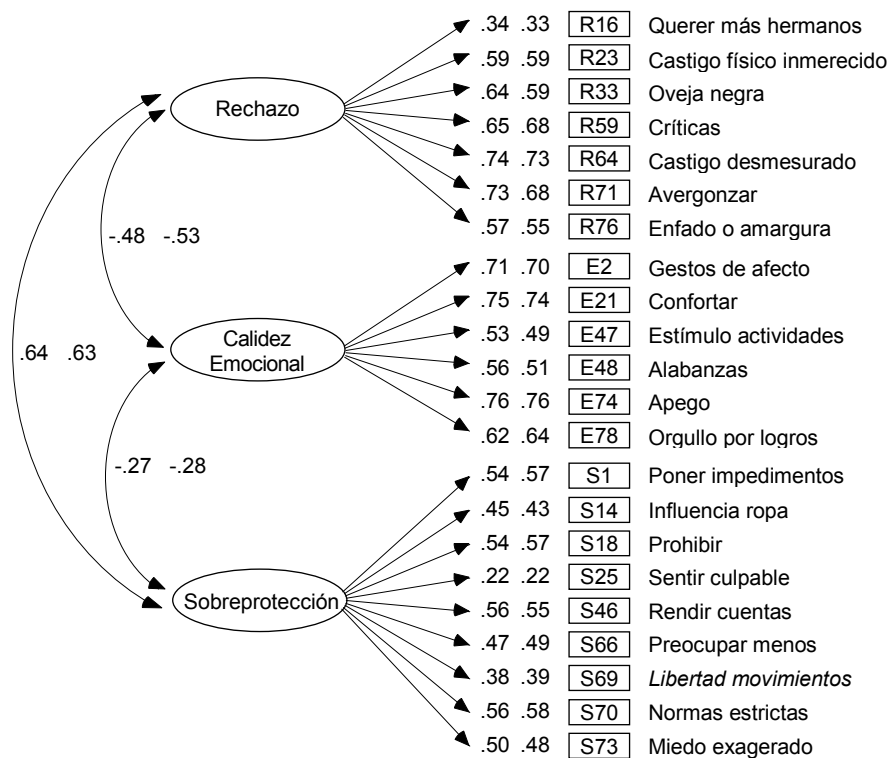 .34 .33 R16 Querer más hermanos
.59 .59 R23 Castigo físico inmerecido
.64 .59 R33 Oveja negra
Rechazo
.65 .68 R59 Críticas
.74 .73 R64 Castigo desmesurado
.73 .68 R71 Avergonzar
.57 .55 R76 Enfado o amargura
-.48 -.53
.71 .70 E2 Gestos de afecto
.75 .74 E21 Confortar
.53 .49 E47 Estímulo actividades
Calidez
Emocional
.64 .63
.56 .51 E48 Alabanzas
.76 .76 E74 Apego
.62 .64 E78 Orgullo por logros
-.27 -.28
.54 .57 S1 Poner impedimentos
.45 .43 S14 Influencia ropa
.54 .57 S18 Prohibir
.22 .22 S25 Sentir culpable
Sobreprotección
.56 .55 S46 Rendir cuentas
.47 .49 S66 Preocupar menos
.38 .39 S69 Libertad movimientos
.56 .58 S70 Normas estrictas
.50 .48 S73 Miedo exagerado